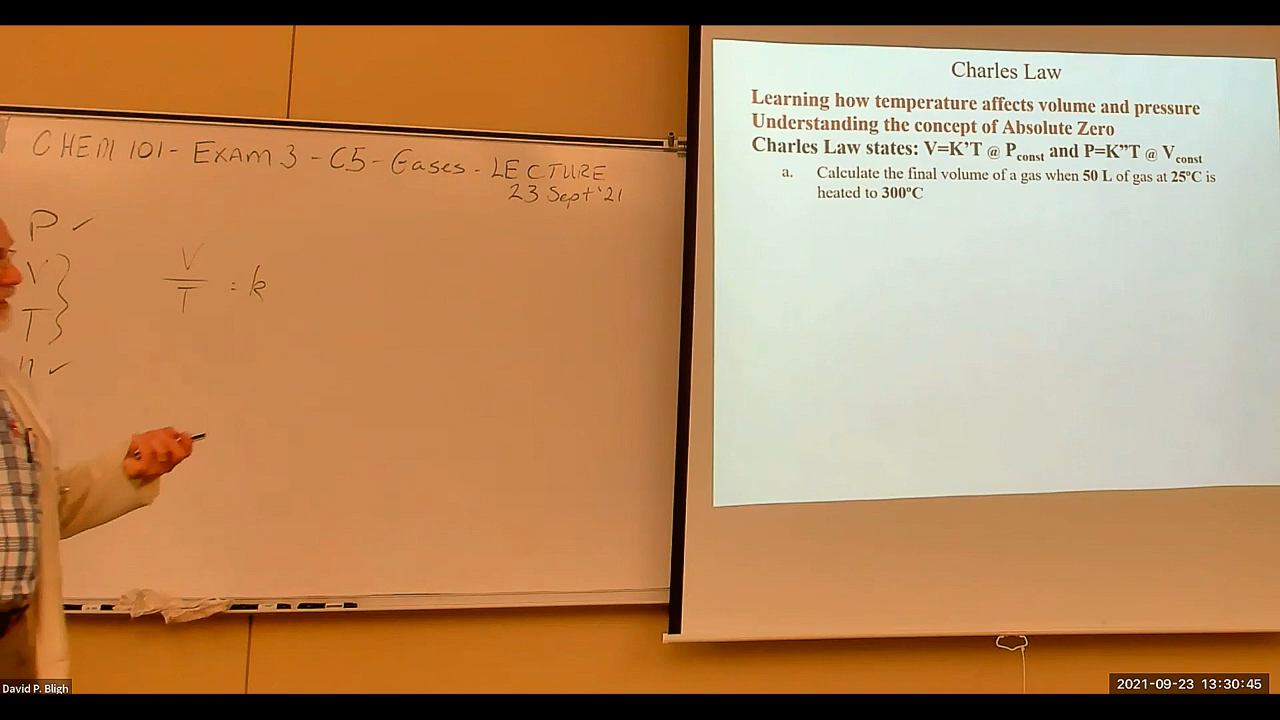 CHEM 101 - EXAM 3 - C5 - Gases - LECTURE
23 Sept '21
P ✓
V
T
n ✓
V
T
= k
Charles Law
Learning how temperature affects volume and pressure
Understanding the concept of Absolute Zero
Charles Law states: V=K’T @ Pconst and P=K”T @ Vconst
a. Calculate the final volume of a gas when 50 L of gas at 25ºC is
heated to 300ºC
David P. Bligh
2021-09-23 13:30:45